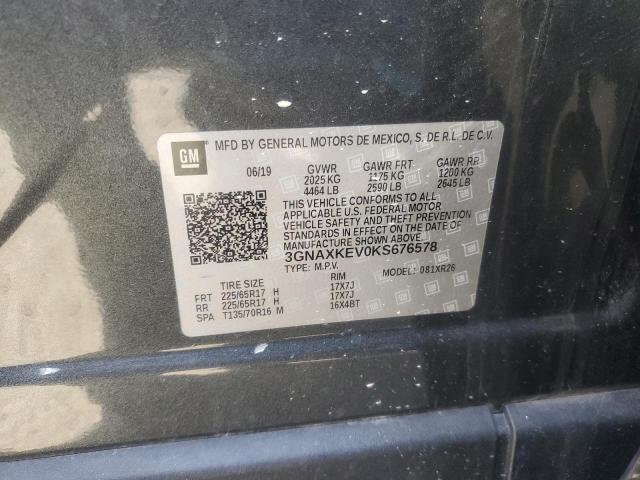 GM
MFD BY GENERAL MOTORS DE MEXICO, S. DE R.L. DE C.V.
06/19 GVWR GAWR FRT GAWR RR
2025 KG 1175 KG 1200 KG
4464 LB 2590 LB 2645 LB
THIS VEHICLE CONFORMS TO ALL
APPLICABLE U.S. FEDERAL MOTOR
VEHICLE SAFETY AND THEFT PREVENTION
STANDARDS IN EFFECT ON THE DATE OF
MANUFACTURE SHOWN ABOVE.
3GNAXKEV0KS676578
TYPE: M.P.V. MODEL: 081XR26
TIRE SIZE RIM
FRT 225/65R17 H 17X7J
RR 225/65R17 H 17X7J
SPA T135/70R16 M 16X4BT